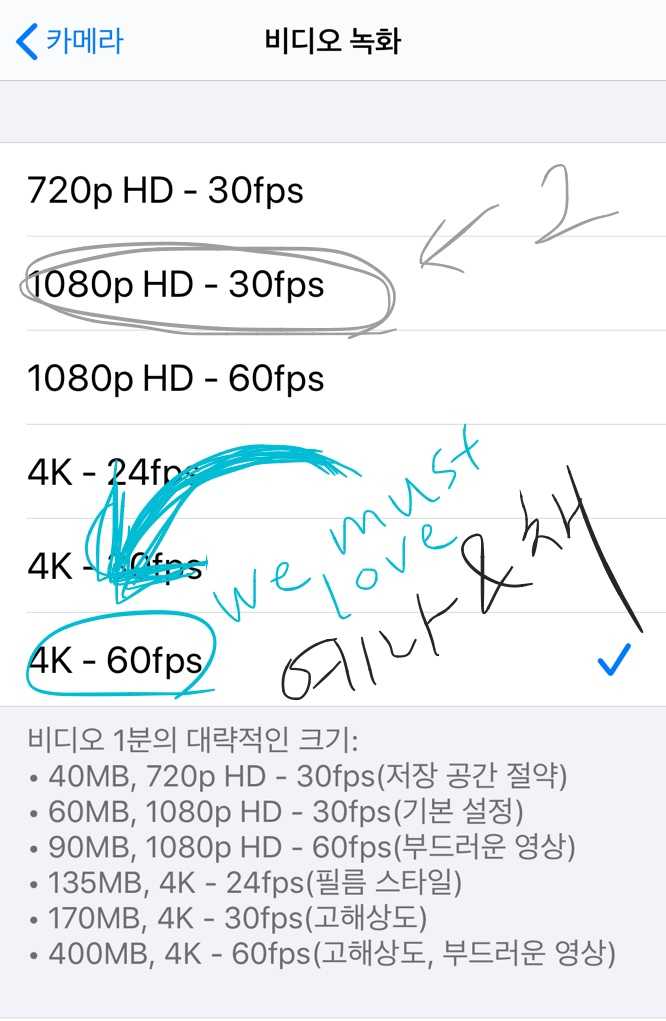 카메라
비디오 녹화
720p HD - 30fps
2
1080p HD - 30fps
1080p HD - 60fps
4K - 24fps
4K - 30fps
we must
love
예나 & 채
4K - 60fps
비디오 1분의 대략적인 크기:
• 40MB, 720p HD - 30fps(저장 공간 절약)
• 60MB, 1080p HD - 30fps(기본 설정)
• 90MB, 1080p HD - 60fps(부드러운 영상)
• 135MB, 4K - 24fps(필름 스타일)
• 170MB, 4K - 30fps(고해상도)
• 400MB, 4K - 60fps(고해상도, 부드러운 영상)